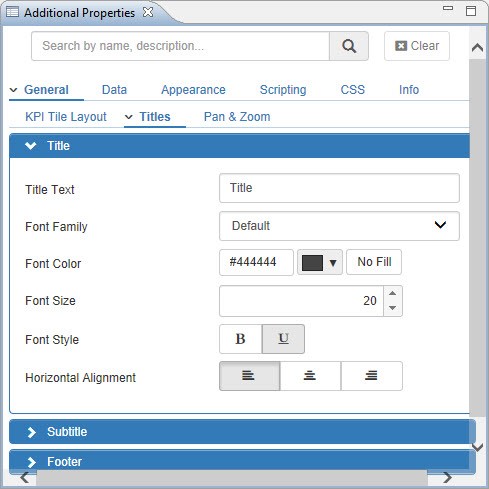 Additional Properties
Search by name, description...
Clear
General Data Appearance Scripting CSS Info
KPI Tile Layout Titles Pan & Zoom
Title
Title Text Title
Font Family Default
Font Color #444444 No Fill
Font Size 20
Font Style B U
Horizontal Alignment
Subtitle
Footer